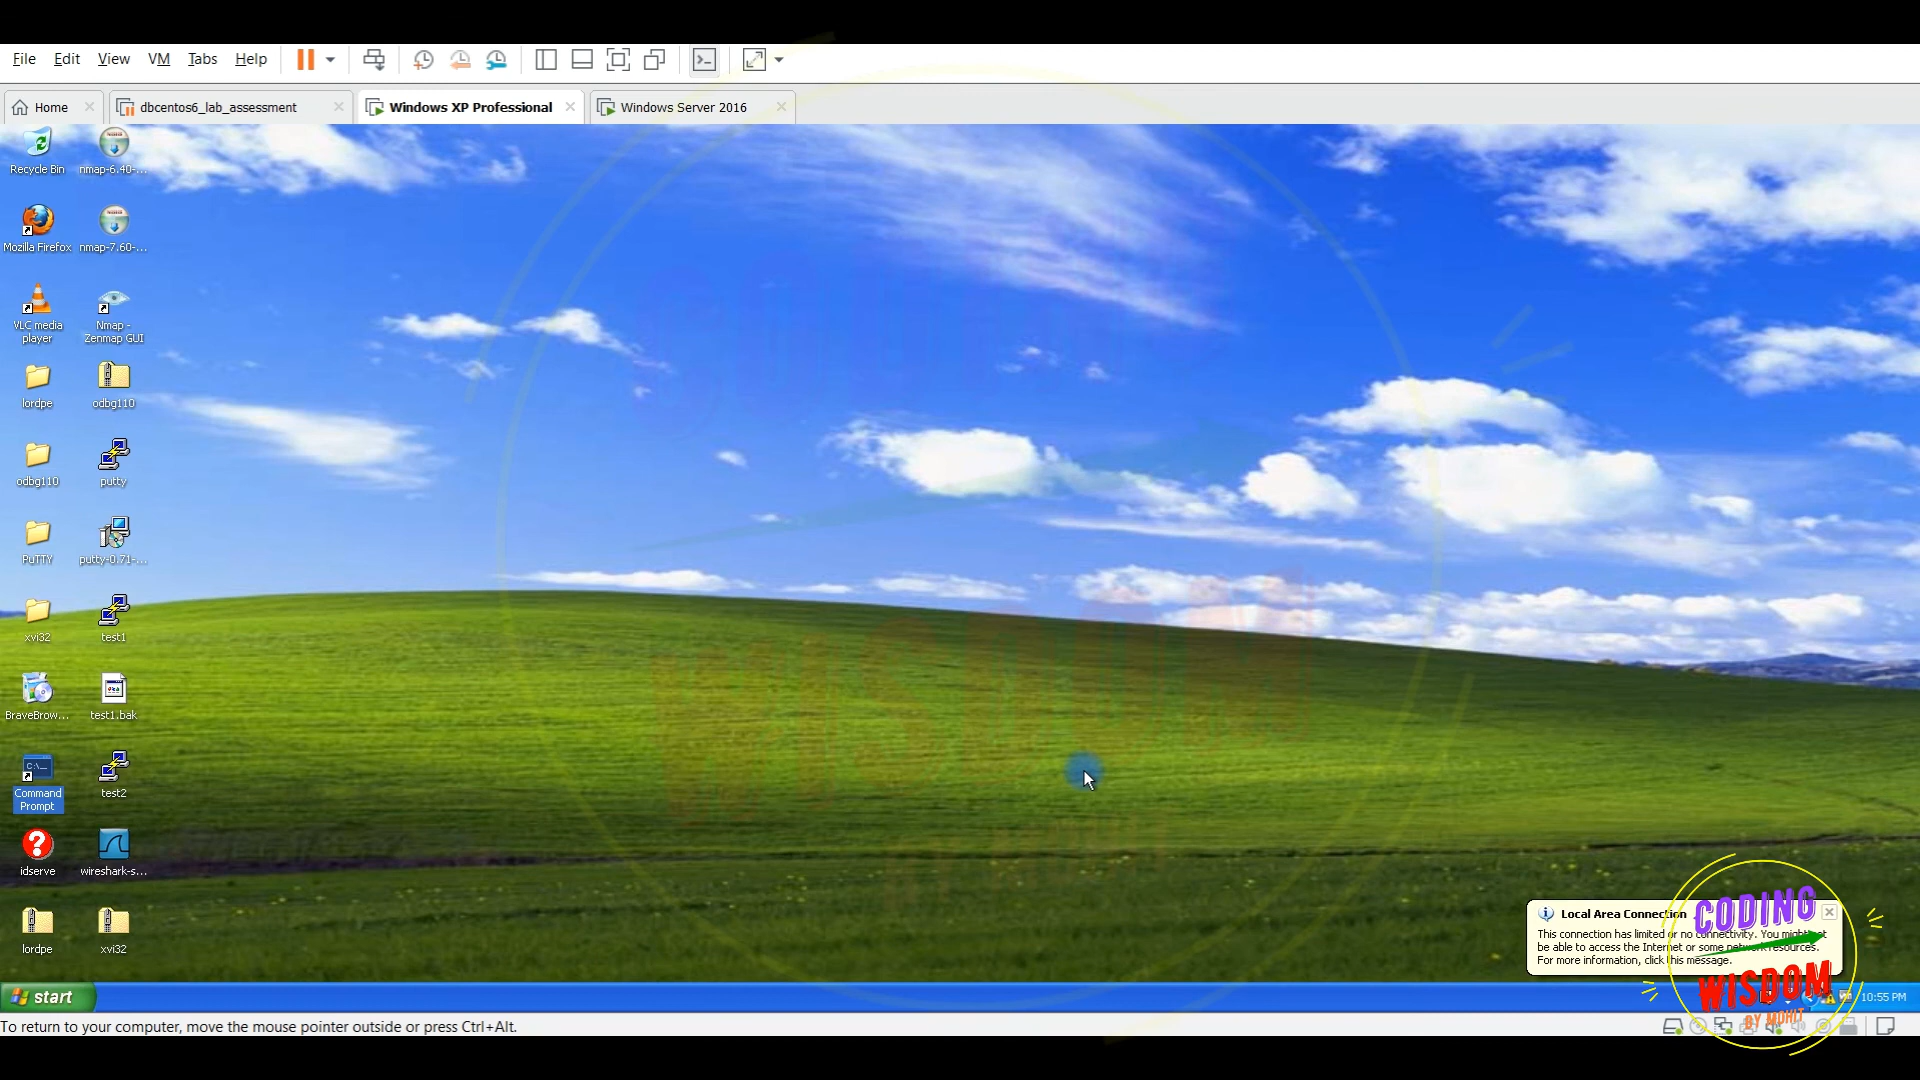 File Edit View VM Tabs Help
Home dbcentos6_lab_assessment Windows XP Professional Windows Server 2016
Recycle Bin nmap-6.40-...
Mozilla Firefox nmap-7.60-...
VLC media player
Nmap - Zenmap GUI
lordpe odbg110
odbg110 putty
PuTTY putty-0.71-...
xvi32 test1
BraveBrow... test1.bak
Command Prompt
test2
idserve wireshark-s...
lordpe xvi32
Local Area Connection
This connection has limited or no connectivity. You might not
be able to access the Internet or some network resources.
For more information, click this message.
CODING
WISDOM
BY MOHIT
start 10:55 PM
To return to your computer, move the mouse pointer outside or press Ctrl+Alt.